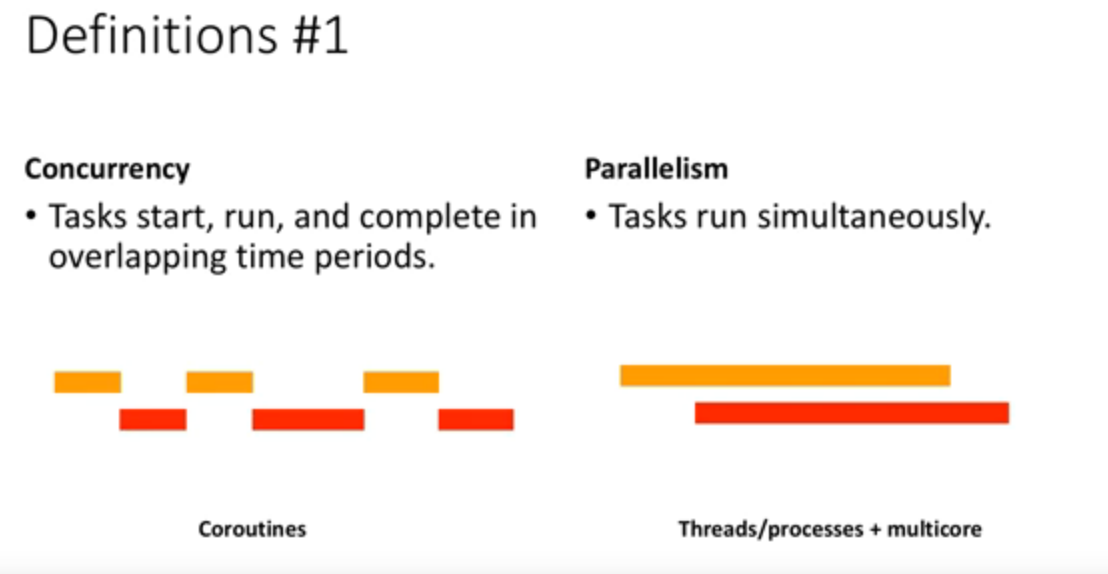 Definitions #1
Concurrency
• Tasks start, run, and complete in
overlapping time periods.
Parallelism
• Tasks run simultaneously.
Coroutines
Threads/processes + multicore